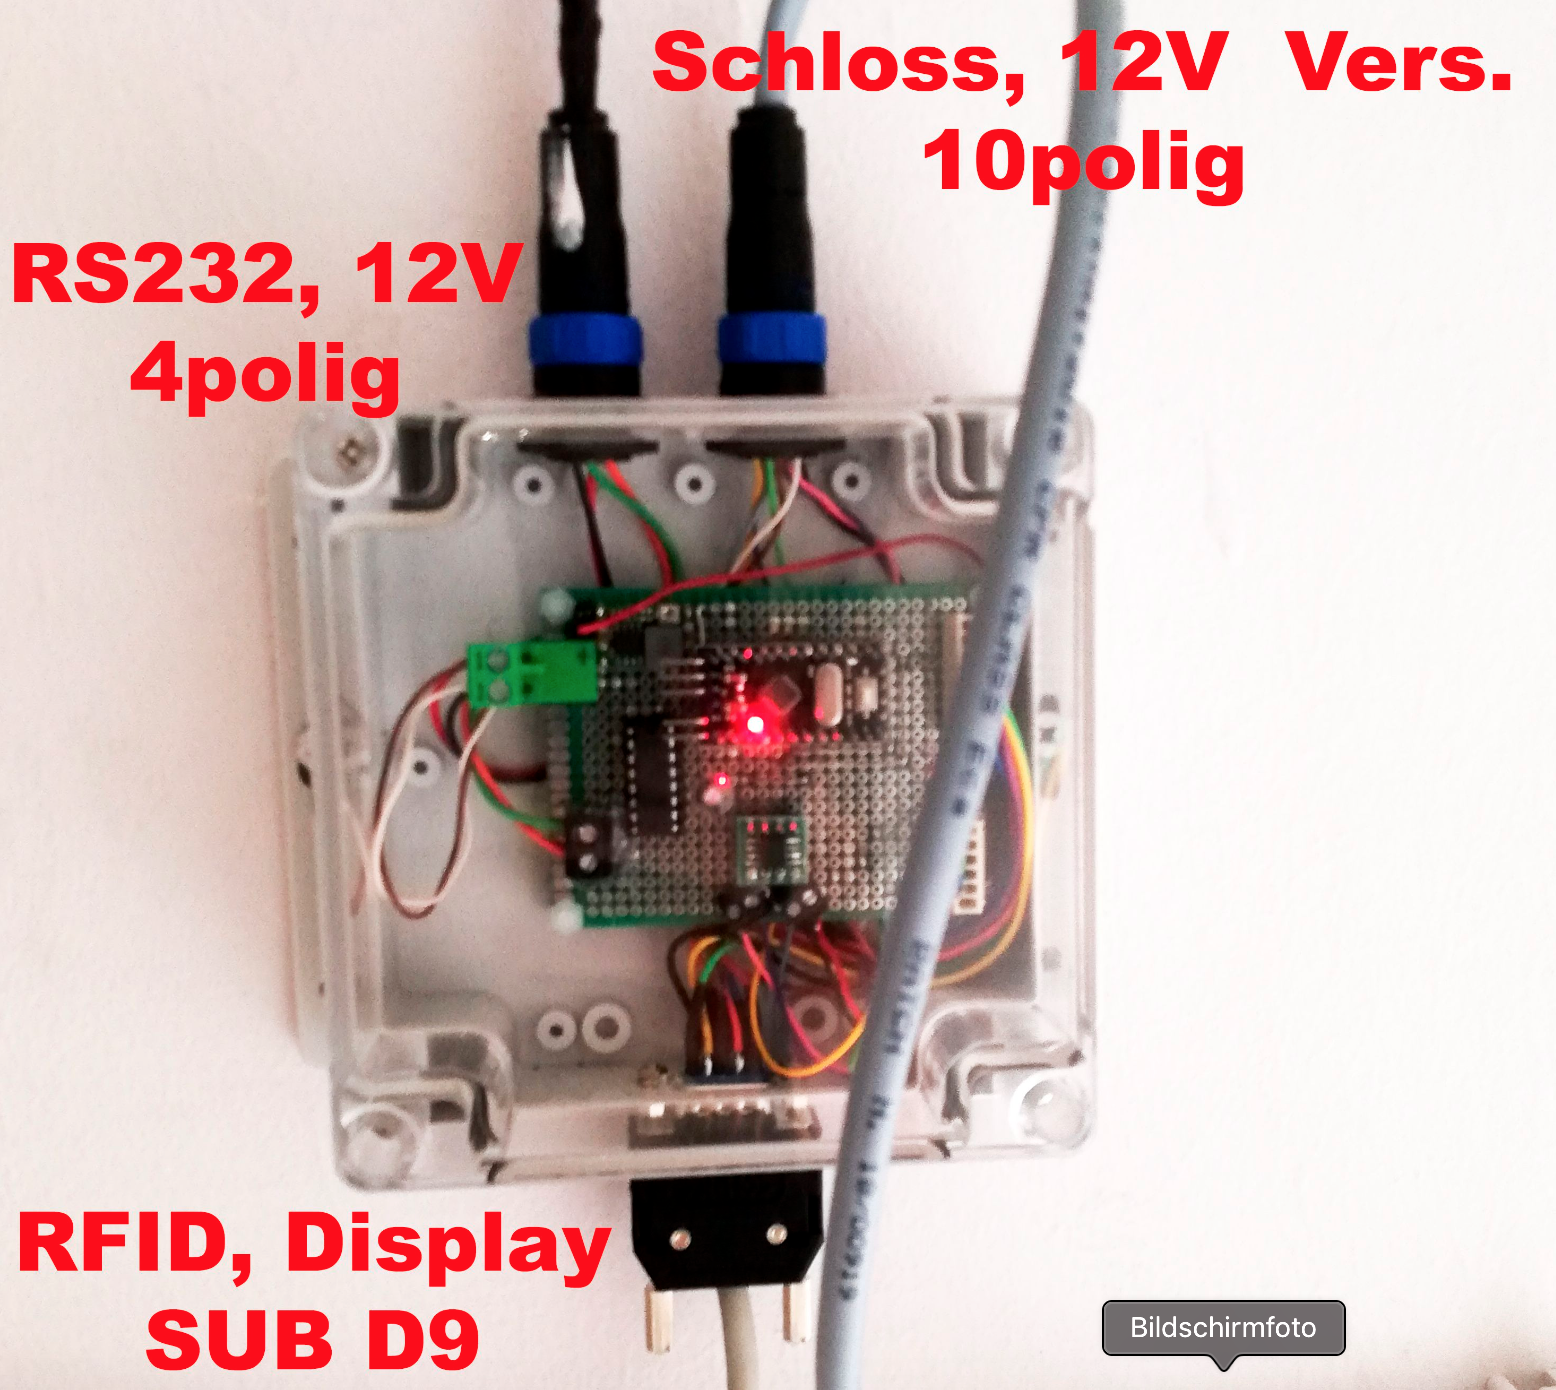 Schloss, 12V Vers.
10polig
RS232, 12V
4polig
RFID, Display
SUB D9
Bildschirmfoto